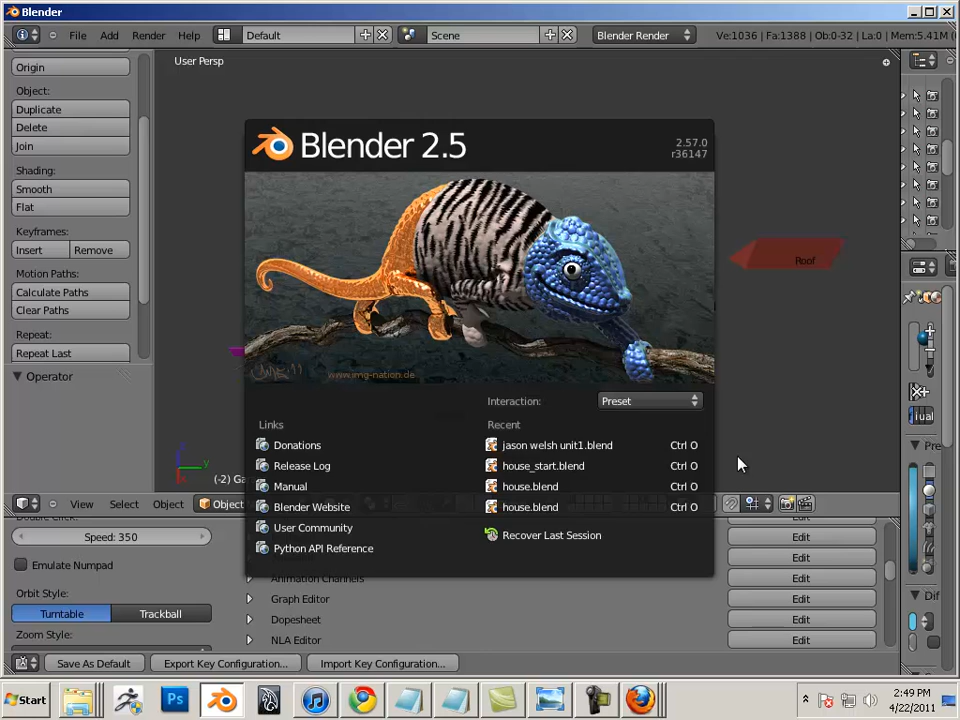 Blender
File Add Render Help Default Scene Blender Render Ve:1036 | Fa:1388 | Ob:0-32 | La:0 | Mem:5.41M
Origin
User Persp
Object:
Duplicate
Delete
Join
Shading:
Smooth
Flat
Keyframes:
Insert Remove
Motion Paths:
Calculate Paths
Clear Paths
Repeat:
Repeat Last
Operator
Blender 2.5
2.57.0
r36147
Roof
www.img-nation.de
Interaction: Preset
Links
Donations
Release Log
Manual
Blender Website
User Community
Python API Reference
Recent
jason welsh unit1.blend Ctrl O
house_start.blend Ctrl O
house.blend Ctrl O
house.blend Ctrl O
Recover Last Session
z
y
x
(-2)
View Select Object Object
Speed: 350
Emulate Numpad
Orbit Style:
Turntable Trackball
Zoom Style:
Edit
Edit
Animation Channels Edit
Graph Editor Edit
Dopesheet Edit
NLA Editor Edit
Save As Default Export Key Configuration... Import Key Configuration...
Pre
Dif
Start
Ps
2:49 PM
4/22/2011